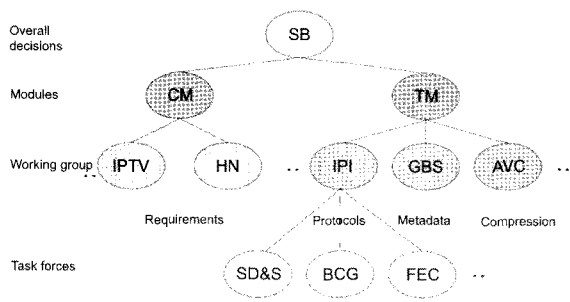 Overall
decisions
SB
Modules
CM
TM
Working group
.. IPTV
HN
..
IPI
GBS
AVC
..
Requirements
Protocols
Metadata
Compression
Task forces
SD&S
BCG
FEC
..